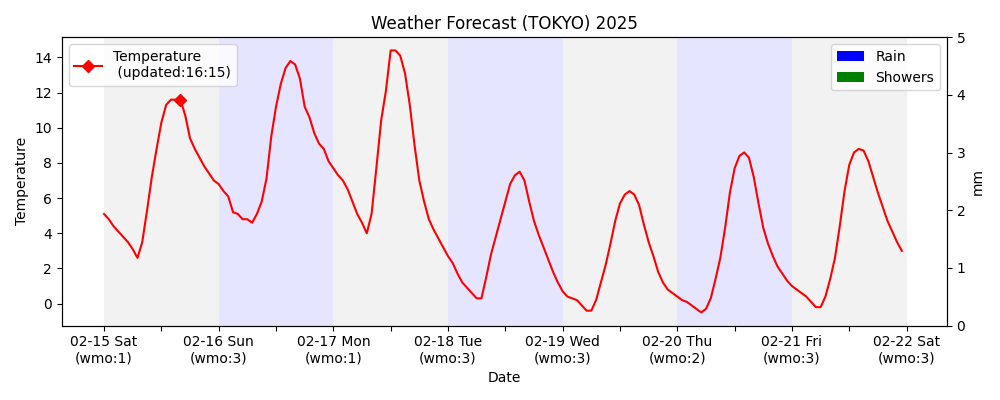 Weather Forecast (TOKYO) 2025
Temperature
(updated:16:15)
Rain
Showers
Temperature
14
12
10
8
6
4
2
0
5
4
3
2
1
0
mm
02-15 Sat
(wmo:1)
02-16 Sun
(wmo:3)
02-17 Mon
(wmo:1)
02-18 Tue
(wmo:3)
02-19 Wed
(wmo:3)
02-20 Thu
(wmo:2)
02-21 Fri
(wmo:3)
02-22 Sat
(wmo:3)
Date